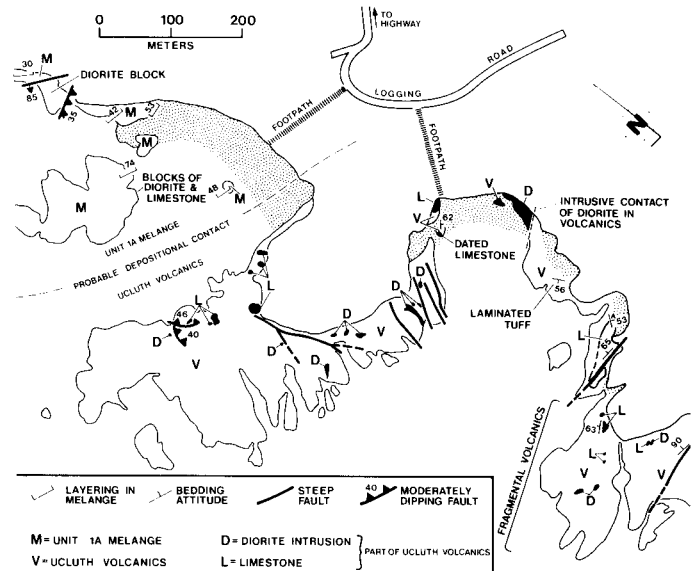 0 100 200
METERS
TO
HIGHWAY
ROAD
LOGGING
FOOTPATH
FOOTPATH
N
M
30
DIORITE BLOCK
85
35
42
M
53
M
74
BLOCKS OF
DIORITE &
LIMESTONE
M
48
M
UNIT 1A MELANGE
PROBABLE DEPOSITIONAL CONTACT
UCLUTH VOLCANICS
L
V
D
INTRUSIVE CONTACT
OF DIORITE IN
VOLCANICS
62
V
DATED
LIMESTONE
V
56
LAMINATED
TUFF
L
L
46
D
40
V
D
D
D
D
D
V
L
53
65
L
63
L
D
90
L
V
V
D
FRAGMENTAL VOLCANICS
LAYERING IN
MELANGE
BEDDING
ATTITUDE
STEEP
FAULT
40
MODERATELY
DIPPING FAULT
M=UNIT 1A MELANGE
V=UCLUTH VOLCANICS
D=DIORITE INTRUSION
L=LIMESTONE
PART OF UCLUTH VOLCANICS